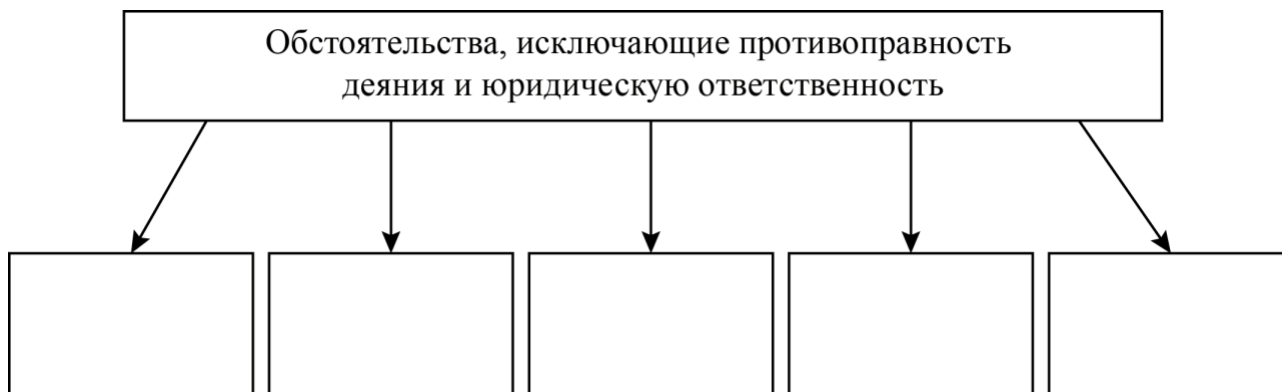 Обстоятельства, исключающие противоправность
деяния и юридическую ответственность